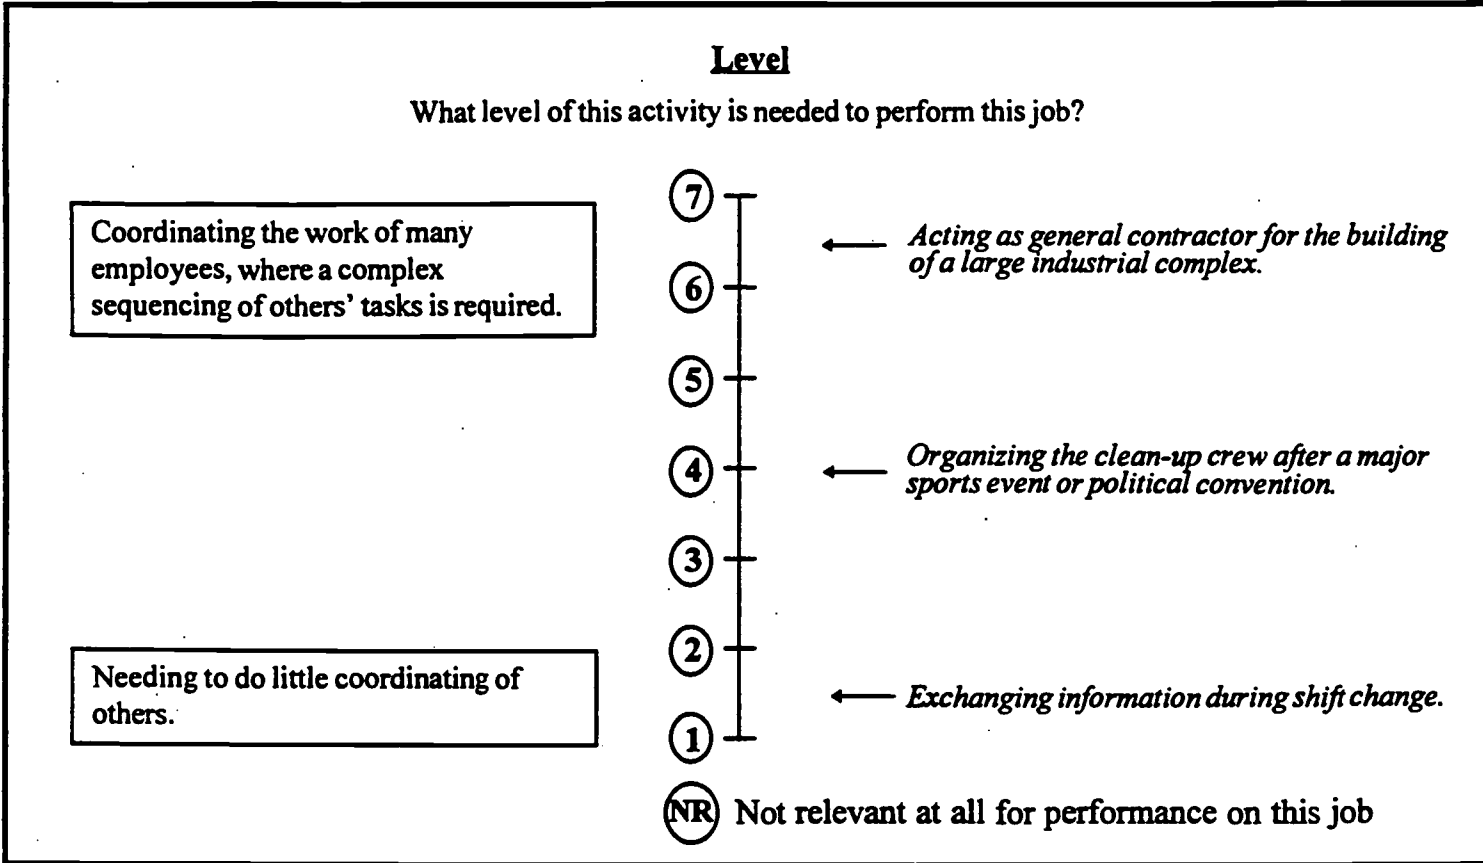 Level
What level of this activity is needed to perform this job?
7
Coordinating the work of many
employees, where a complex
sequencing of others' tasks is required.
Acting as general contractor for the building
of a large industrial complex.
6
5
4
Organizing the clean-up crew after a major
sports event or political convention.
3
2
Needing to do little coordinating of
others.
Exchanging information during shift change.
1
NR Not relevant at all for performance on this job